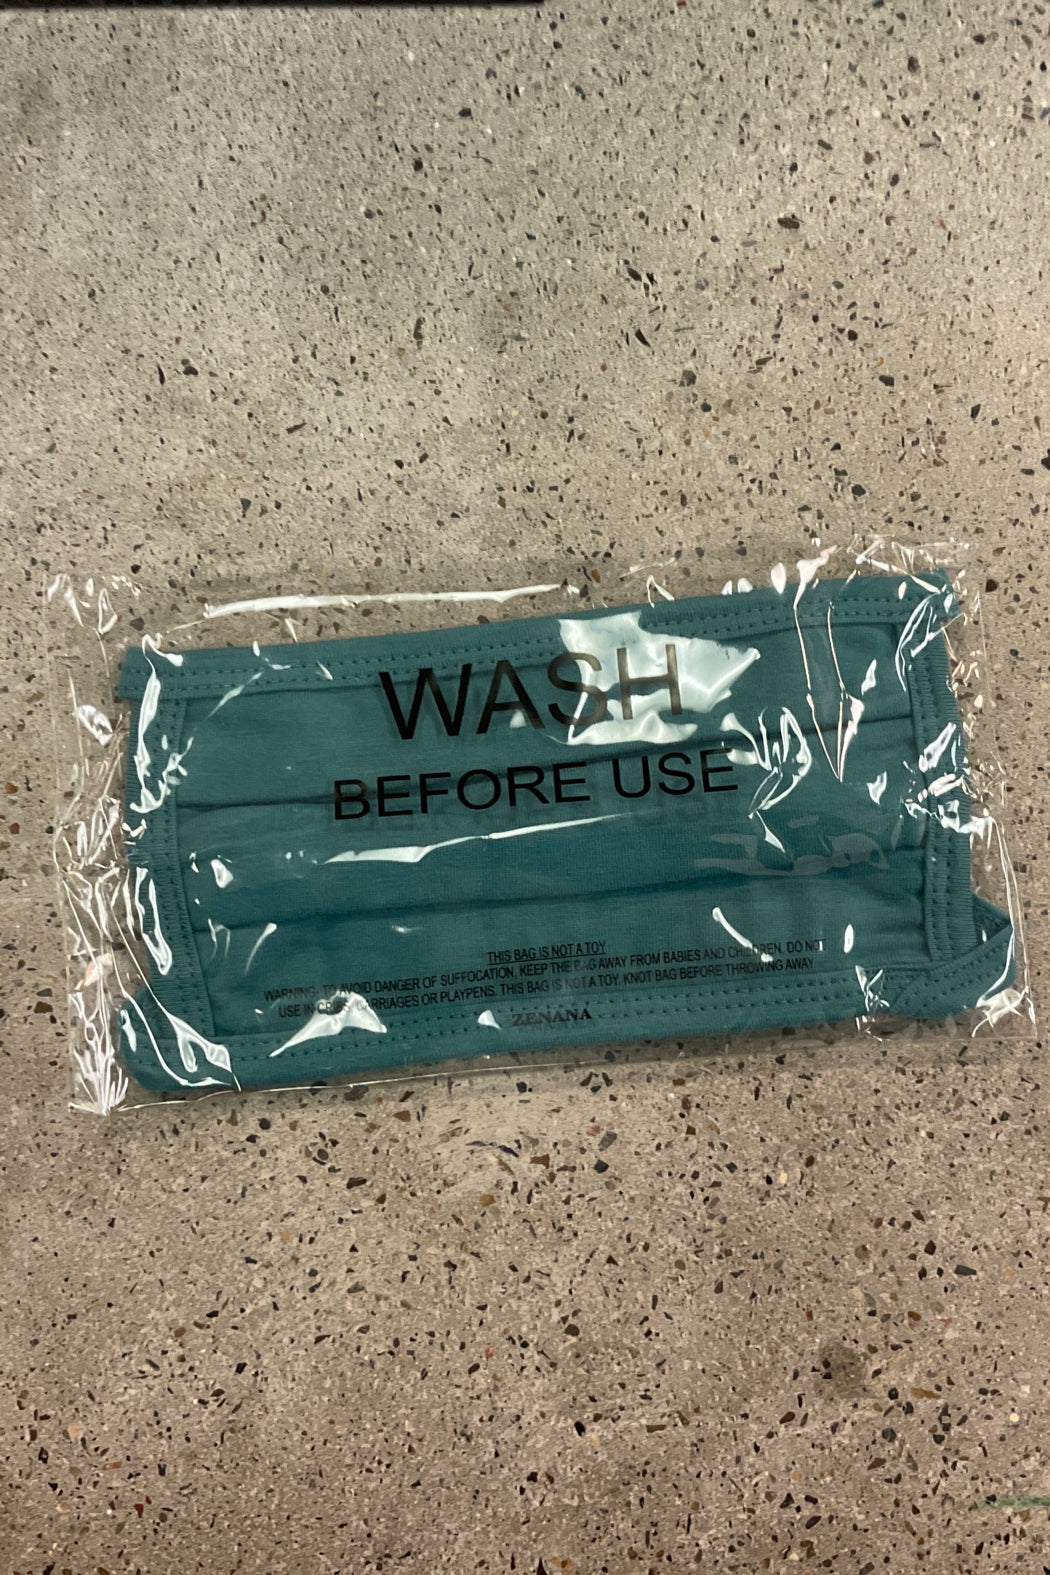 WASH
BEFORE USE
THIS BAG IS NOT A TOY
WARNING: TO AVOID DANGER OF SUFFOCATION, KEEP THE BAG AWAY FROM BABIES AND CHILDREN. DO NOT
USE IN CRIBS, CARRIAGES OR PLAYPENS. THIS BAG IS NOT A TOY. KNOT BAG BEFORE THROWING AWAY
ZENANA